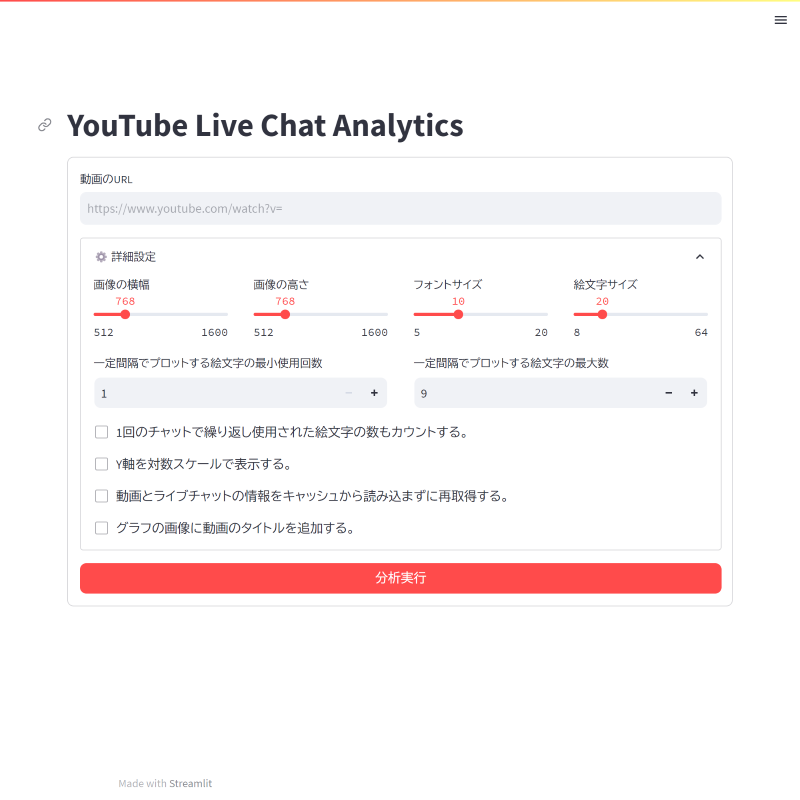 YouTube Live Chat Analytics
動画のURL
https://www.youtube.com/watch?v=
詳細設定
画像の横幅 画像の高さ フォントサイズ 絵文字サイズ
768 768 10 20
512 1600 512 1600 5 20 8 64
一定間隔でプロットする絵文字の最小使用回数 一定間隔でプロットする絵文字の最大数
1 9
1回のチャットで繰り返し使用された絵文字の数もカウントする。
Y軸を対数スケールで表示する。
動画とライブチャットの情報をキャッシュから読み込まずに再取得する。
グラフの画像に動画のタイトルを追加する。
分析実行
Made with Streamlit